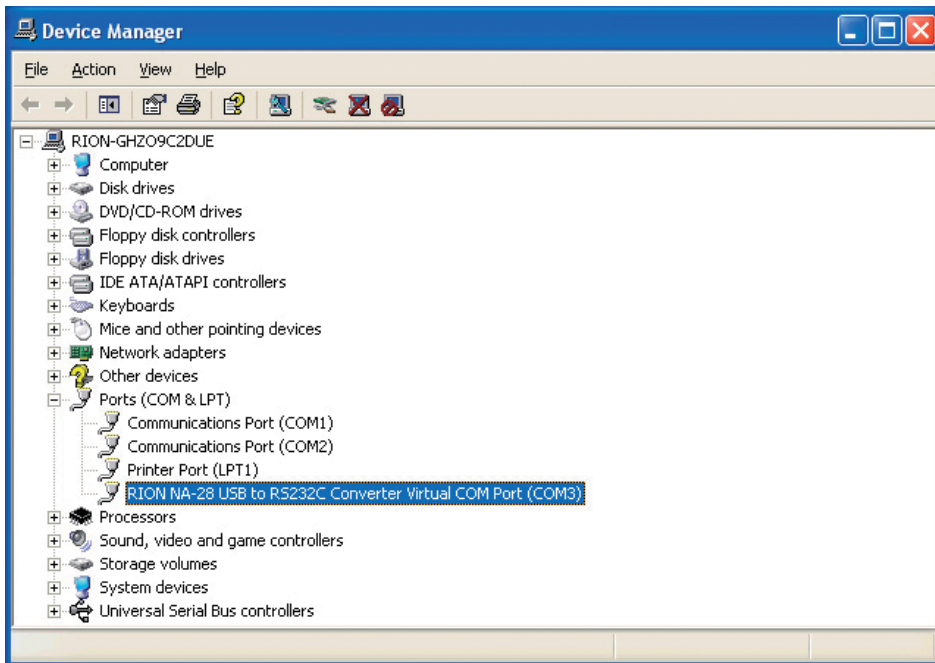 Device Manager
File Action View Help
RION-GHZO9C2DUE
Computer
Disk drives
DVD/CD-ROM drives
Floppy disk controllers
Floppy disk drives
IDE ATA/ATAPI controllers
Keyboards
Mice and other pointing devices
Network adapters
Other devices
Ports (COM & LPT)
Communications Port (COM1)
Communications Port (COM2)
Printer Port (LPT1)
RION NA-28 USB to RS232C Converter Virtual COM Port (COM3)
Processors
Sound, video and game controllers
Storage volumes
System devices
Universal Serial Bus controllers